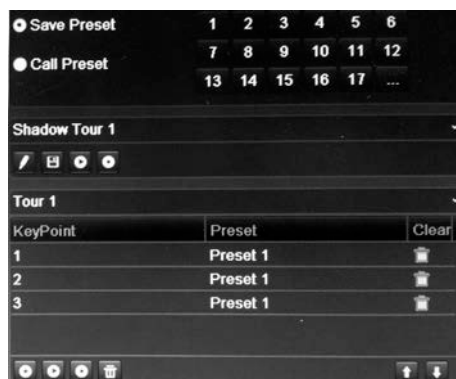 Save Preset 1 2 3 4 5 6
7 8 9 10 11 12
Call Preset
13 14 15 16 17 ...
Shadow Tour 1
Tour 1
KeyPoint Preset Clear
1 Preset 1
2 Preset 1
3 Preset 1